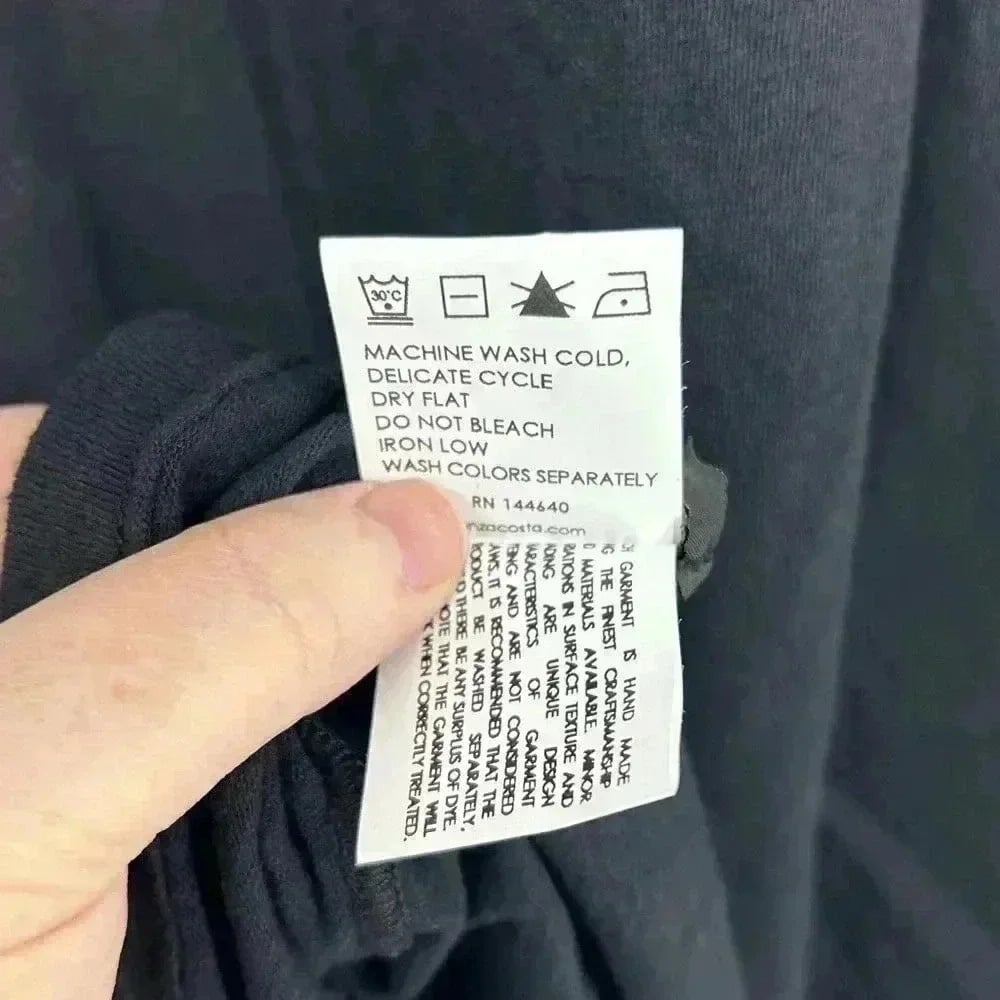 30°C
MACHINE WASH COLD,
DELICATE CYCLE
DRY FLAT
DO NOT BLEACH
IRON LOW
WASH COLORS SEPARATELY
RN 144640
nzacosta.com
GARMENT IS HAND MADE
THE FINEST CRAFTSMANSHIP
MATERIALS AVAILABLE. MINOR
IN SURFACE TEXTURE AND
ARE UNIQUE DESIGN
OF GARMENT
AND ARE NOT CONSIDERED
IT IS RECOMMENDED THAT THE
BE WASHED SEPARATELY.
THERE BE ANY SURPLUS OF DYE.
THAT THE GARMENT WILL
WHEN CORRECTLY TREATED.